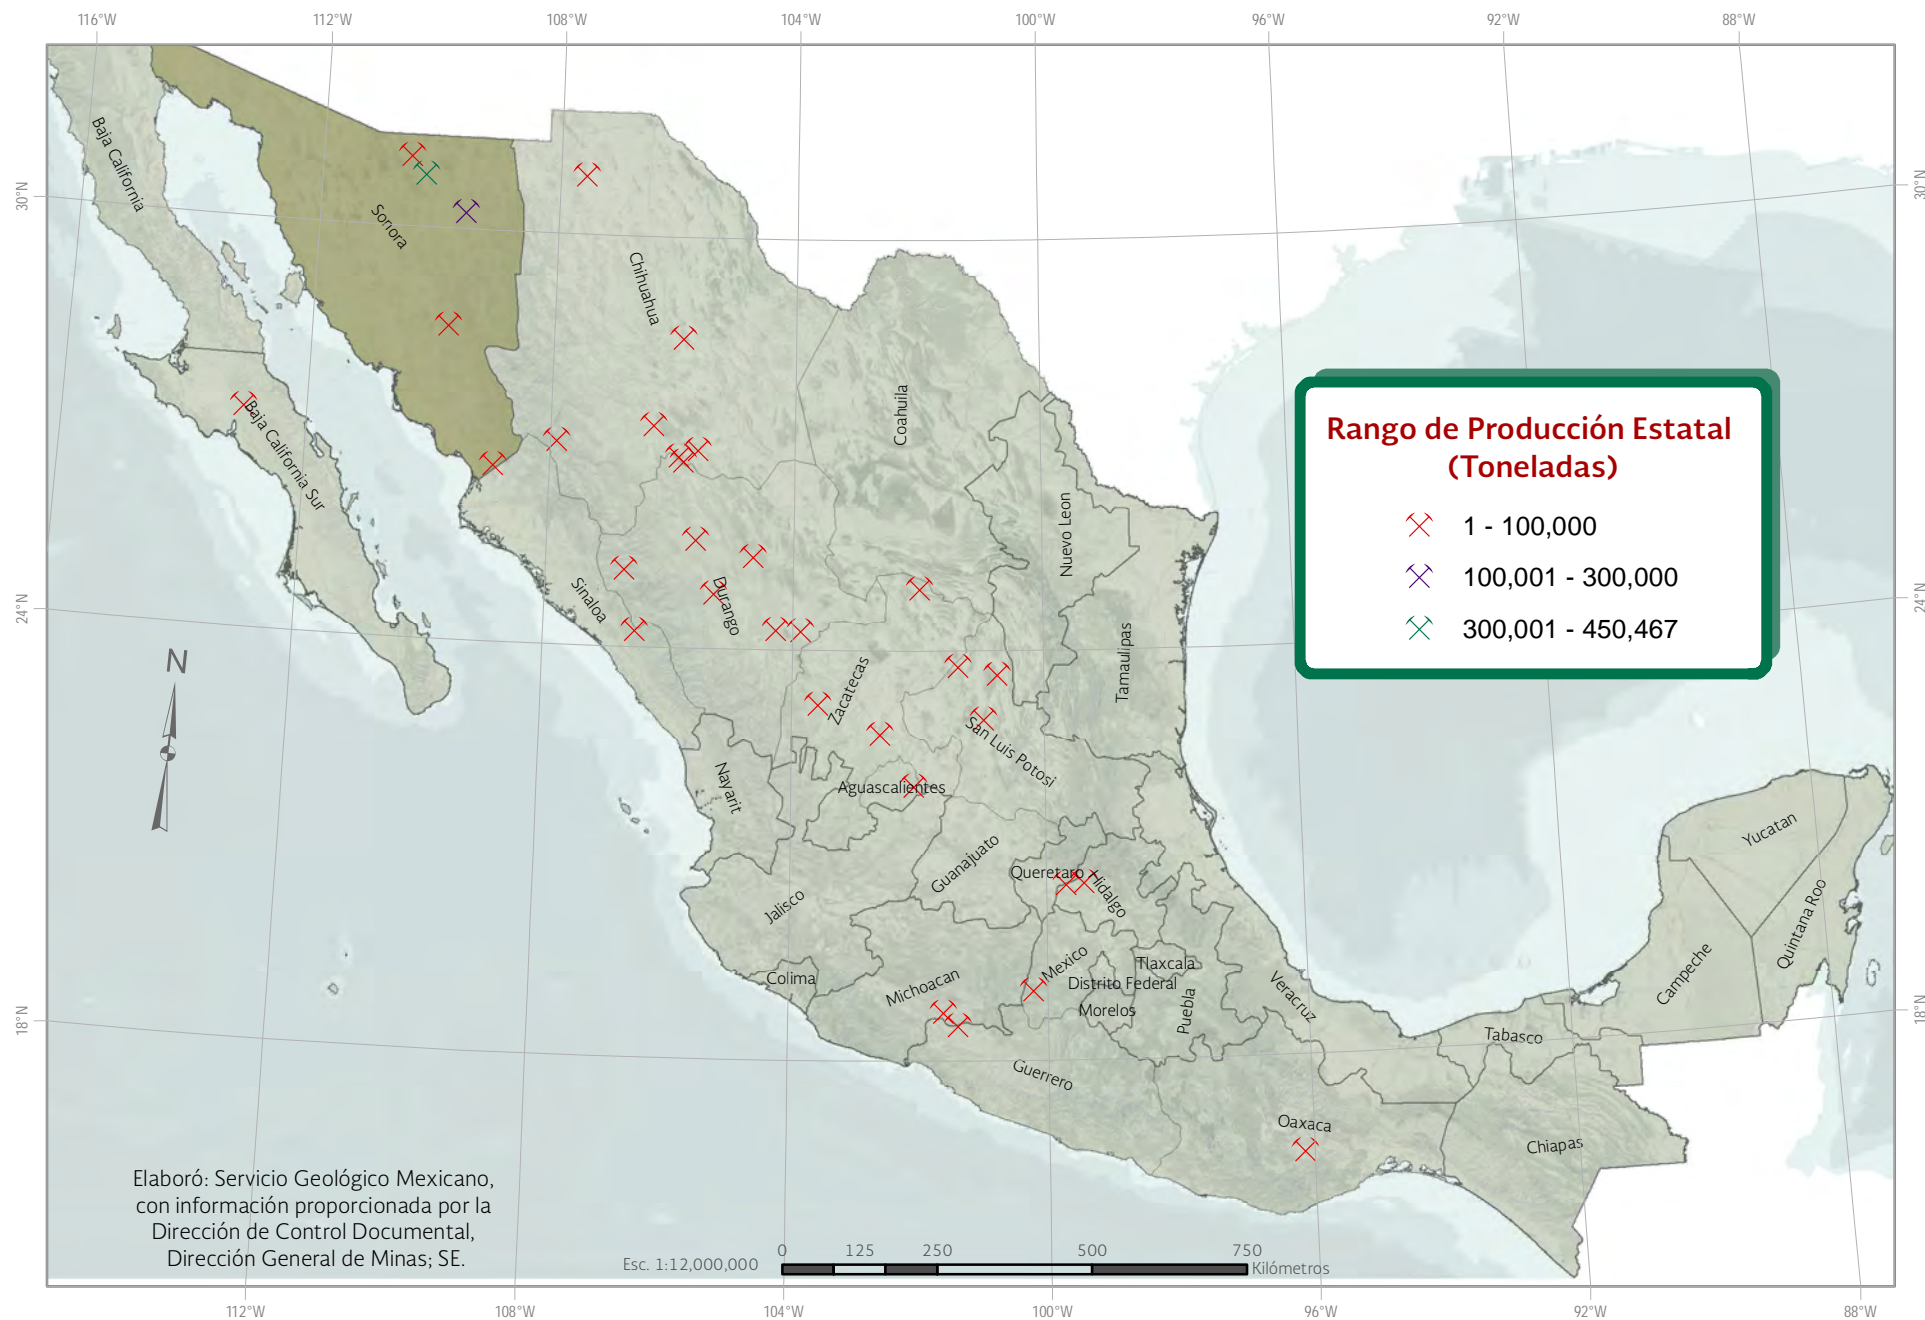 116°W
112°W
108°W
104°W
100°W
96°W
92°W
88°W
30°N
30°N
24°N
24°N
18°N
18°N
Baja California
Sonora
Chihuahua
Coahuila
Baja California Sur
Nuevo Leon
Sinaloa
Durango
Tamaulipas
Zacatecas
San Luis Potosi
Nayarit
Aguascalientes
Guanajuato
Queretaro
Hidalgo
Jalisco
Colima
Michoacan
Mexico
Tlaxcala
Distrito Federal
Morelos
Puebla
Veracruz
Guerrero
Oaxaca
Tabasco
Chiapas
Campeche
Yucatan
Quintana Roo
Rango de Producción Estatal
(Toneladas)
1 - 100,000
100,001 - 300,000
300,001 - 450,467
N
Elaboró: Servicio Geológico Mexicano,
con información proporcionada por la
Dirección de Control Documental,
Dirección General de Minas; SE.
Esc. 1:12,000,000
0 125 250 500 750
Kilómetros
112°W
108°W
104°W
100°W
96°W
92°W
88°W